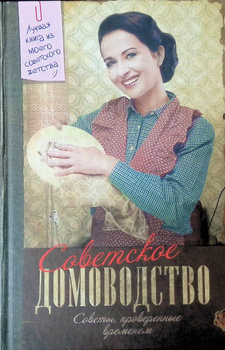 Лучшая
книга из
моего
советского
детства
Советское
ДОМОВОДСТВО
Советы, проверенные
временем